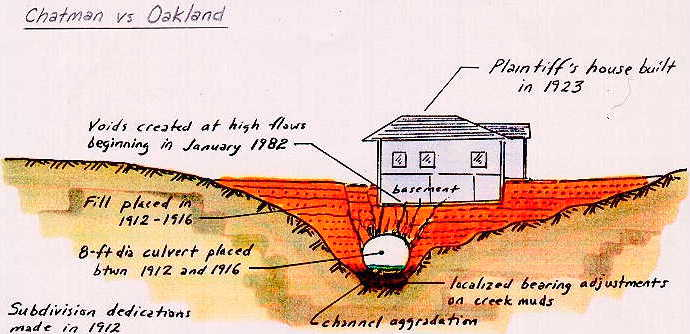 Chatman vs Oakland
Plaintiff's house built
in 1923
Voids created at high flows
beginning in January 1982
basement
Fill placed in
1912-1916
8-ft dia culvert placed
btwn 1912 and 1916
localized bearing adjustments
on creek muds
Subdivision dedications
made in 1912
channel aggradation